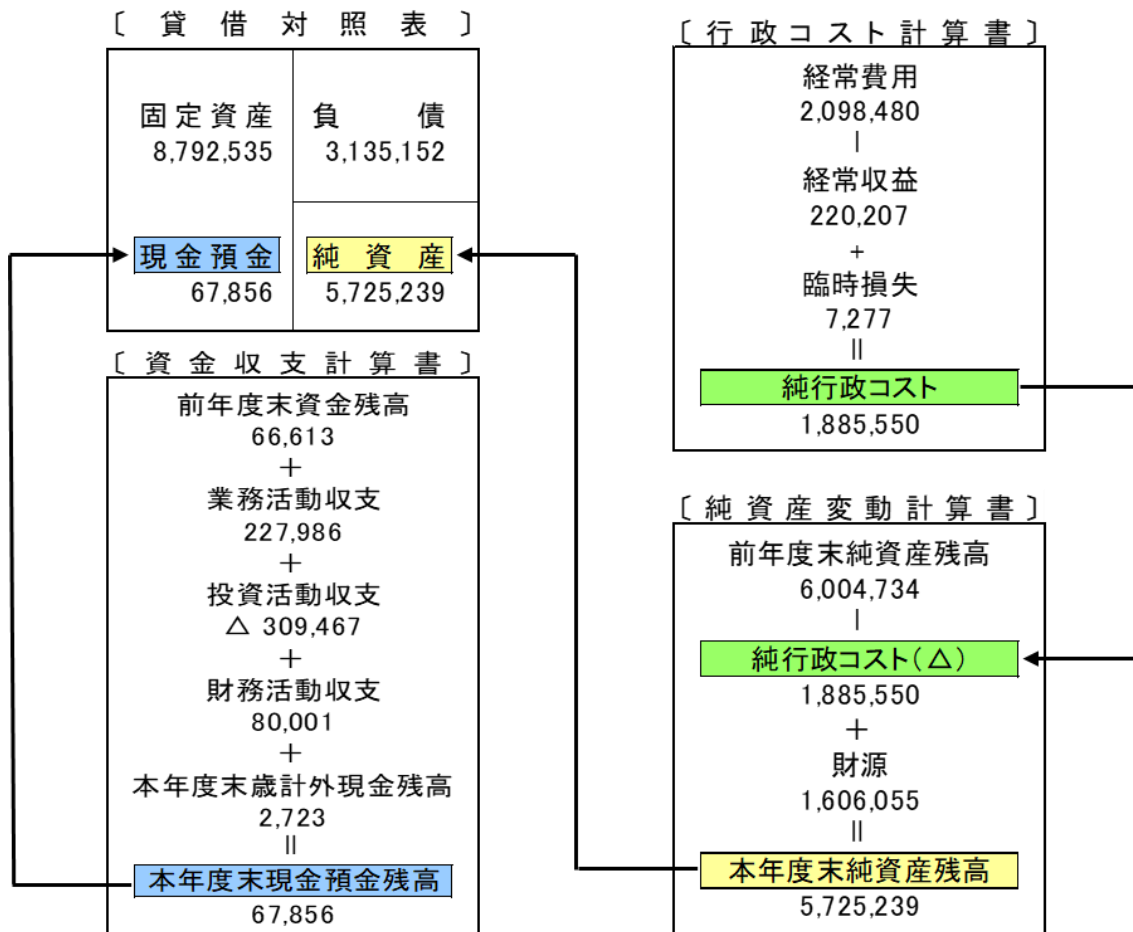 〔貸借対照表〕
固定資産
8,792,535
負債
3,135,152
現金預金
67,856
純資産
5,725,239
〔資金収支計算書〕
前年度末資金残高
66,613
＋
業務活動収支
227,986
＋
投資活動収支
△ 309,467
＋
財務活動収支
80,001
＋
本年度末歳計外現金残高
2,723
||
本年度末現金預金残高
67,856
〔行政コスト計算書〕
経常費用
2,098,480
|
経常収益
220,207
+
臨時損失
7,277
||
純行政コスト
1,885,550
〔純資産変動計算書〕
前年度末純資産残高
6,004,734
|
純行政コスト(△)
1,885,550
＋
財源
1,606,055
||
本年度末純資産残高
5,725,239